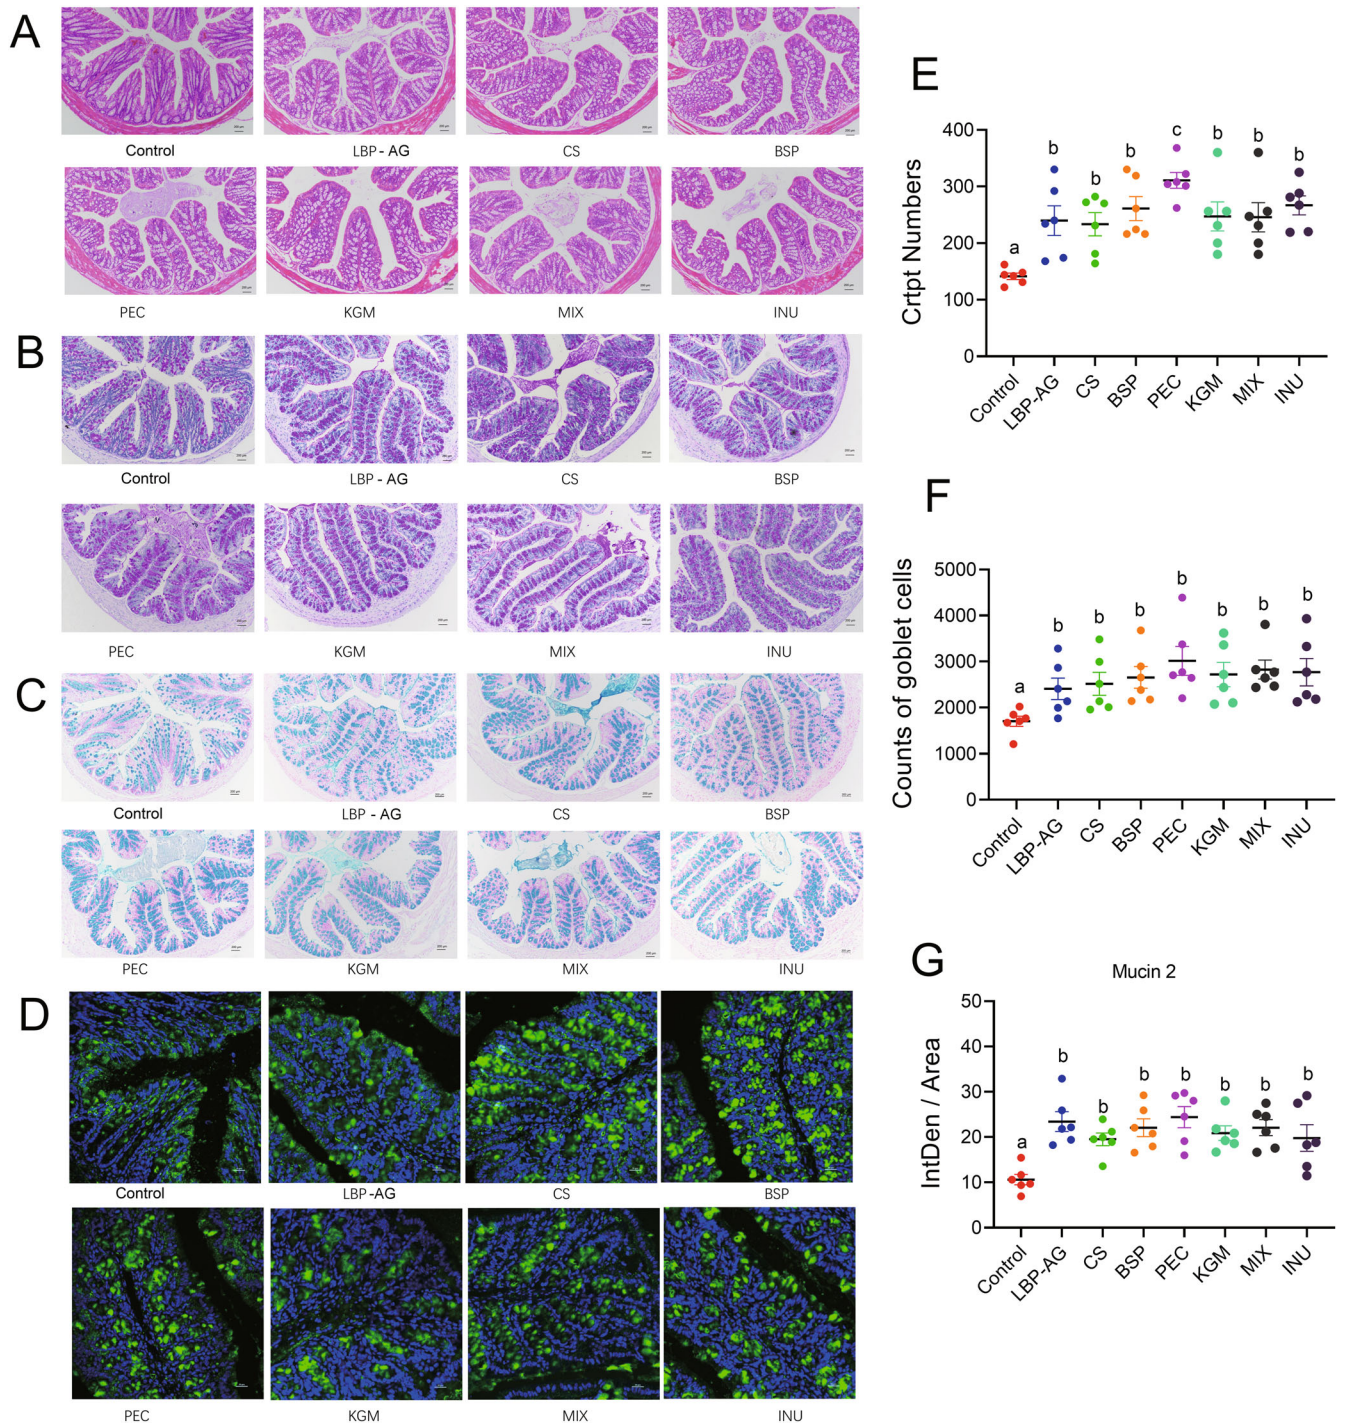 A
Control LBP - AG CS BSP
PEC KGM MIX INU
B
Control LBP - AG CS BSP
PEC KGM MIX INU
C
Control LBP - AG CS BSP
PEC KGM MIX INU
D
Control LBP -AG CS BSP
PEC KGM MIX INU
E
Crtpt Numbers
400
300
200
100
0
a b b b c b b b
Control LBP-AG CS BSP PEC KGM MIX INU
F
Counts of goblet cells
5000
4000
3000
2000
1000
0
a b b b b b b b
Control LBP-AG CS BSP PEC KGM MIX INU
G
Mucin 2
IntDen / Area
50
40
30
20
10
0
a b b b b b b b
Control LBP-AG CS BSP PEC KGM MIX INU